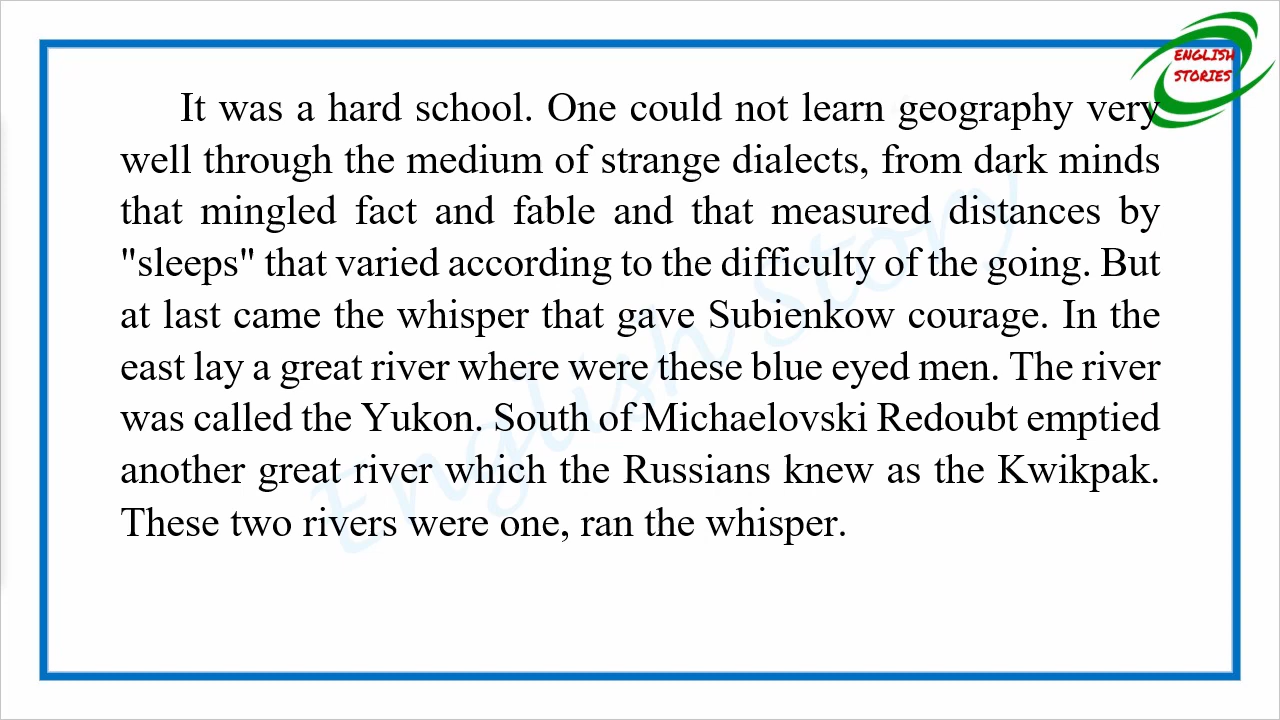 ENGLISH
STORIES
It was a hard school. One could not learn geography very
well through the medium of strange dialects, from dark minds
that mingled fact and fable and that measured distances by
"sleeps" that varied according to the difficulty of the going. But
at last came the whisper that gave Subienkow courage. In the
east lay a great river where were these blue eyed men. The river
was called the Yukon. South of Michaelovski Redoubt emptied
another great river which the Russians knew as the Kwikpak.
These two rivers were one, ran the whisper.
English Story